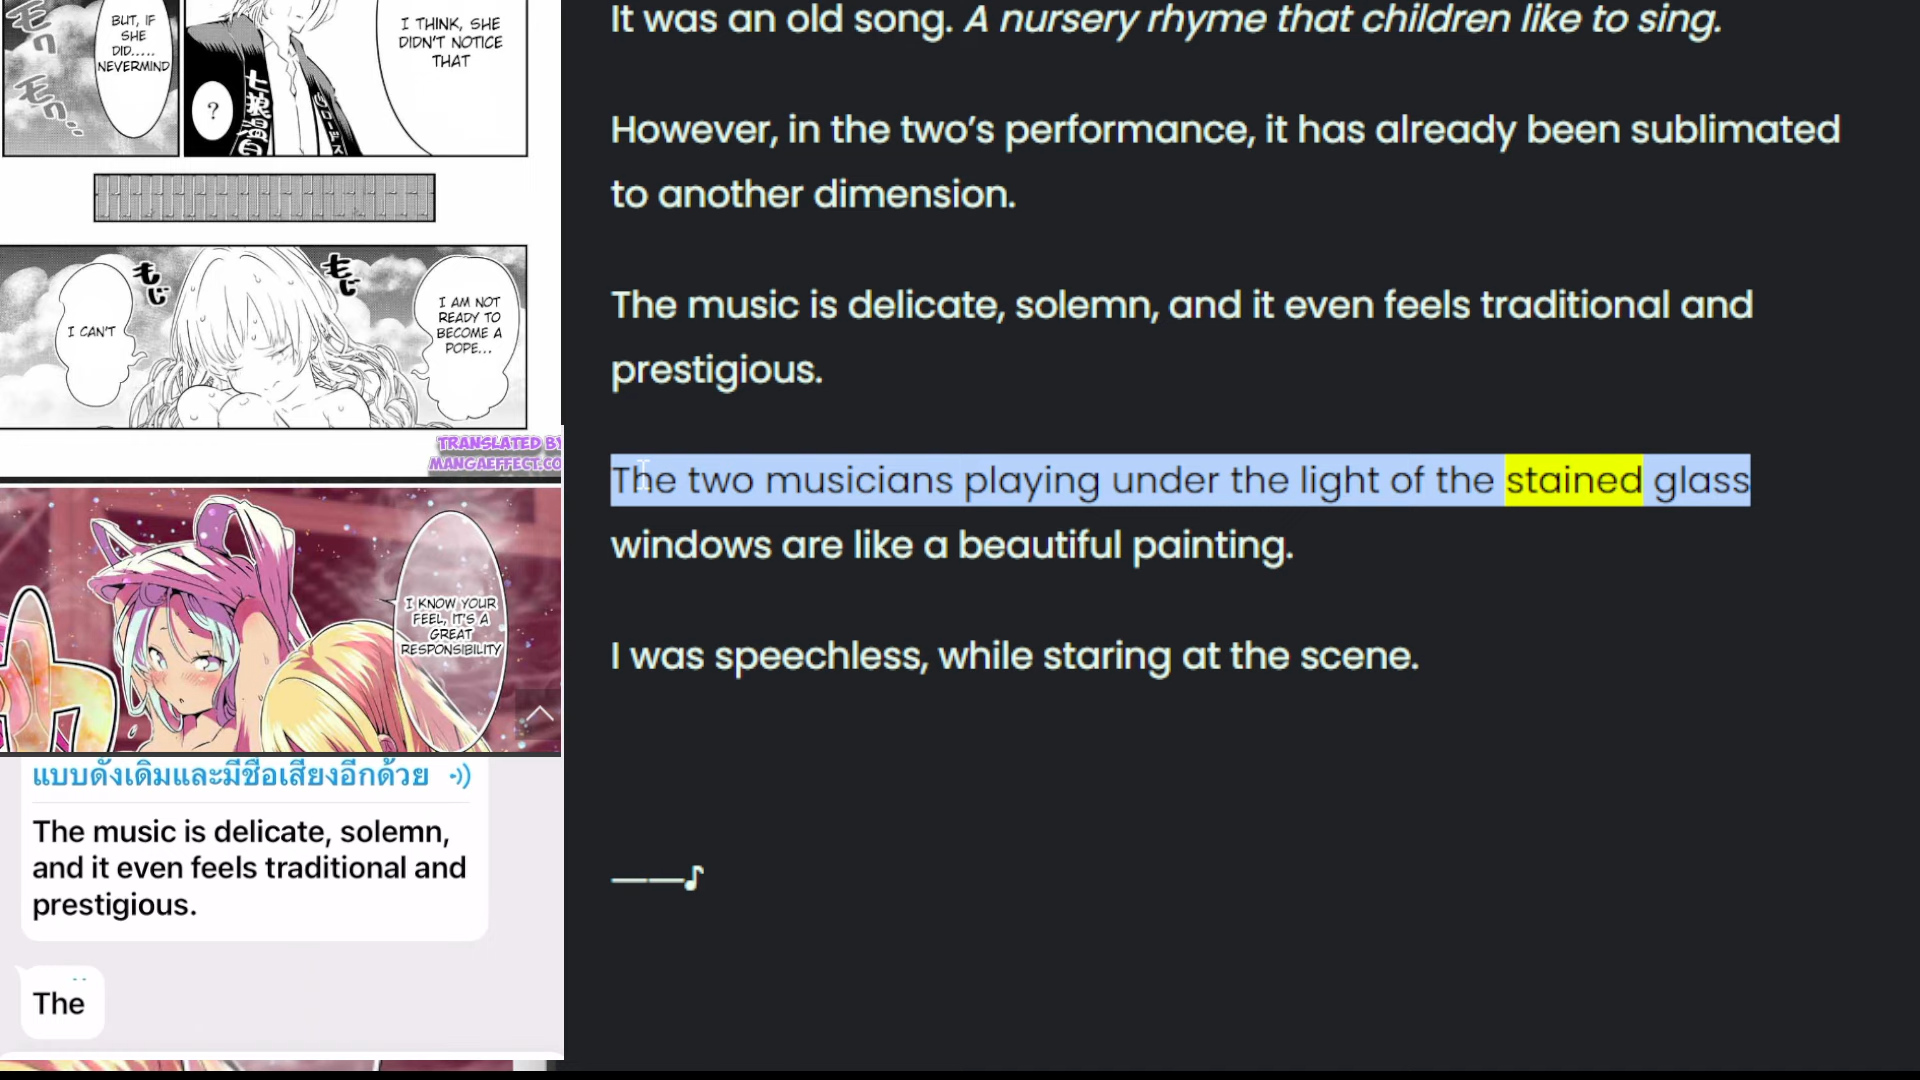 BUT, IF
SHE
DID.....
NEVERMIND
I THINK, SHE
DIDN'T NOTICE
THAT
?
もじ
もじ
I CAN'T
I AM NOT
READY TO
BECOME A
POPE...
TRANSLATED BY
MANGAEFFECT.CO
I KNOW YOUR
FEEL, IT'S A
GREAT
RESPONSIBILITY
แบบดั้งเดิมและมีชื่อเสียงอีกด้วย
The music is delicate, solemn,
and it even feels traditional and
prestigious.
The
It was an old song. A nursery rhyme that children like to sing.
However, in the two's performance, it has already been sublimated
to another dimension.
The music is delicate, solemn, and it even feels traditional and
prestigious.
The two musicians playing under the light of the stained glass
windows are like a beautiful painting.
I was speechless, while staring at the scene.
——♪